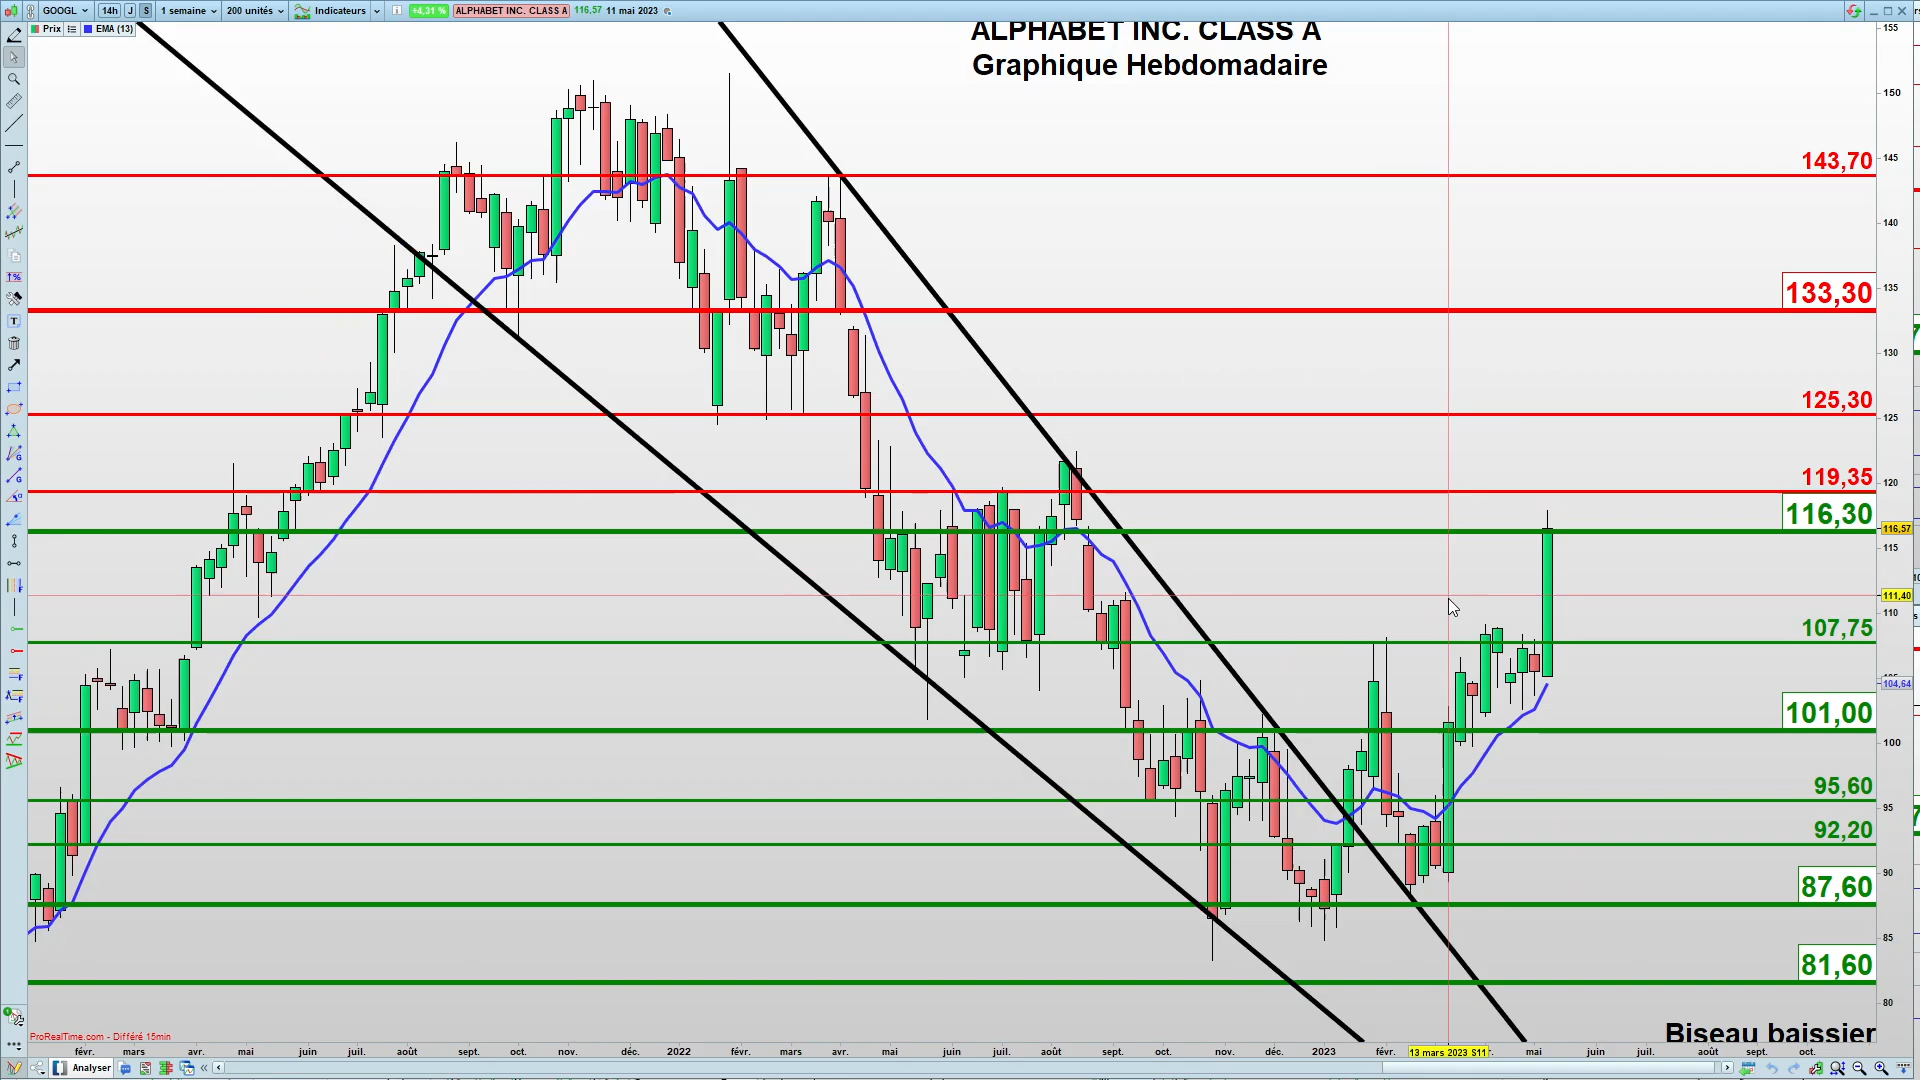 GOOGL
14h
J
S
1 semaine
200 unités
Indicateurs
+4,31 %
ALPHABET INC. CLASS A
116,57
11 mai 2023
Prix
EMA (13)
ALPHABET INC. CLASS A
Graphique Hebdomadaire
155
150
143,70
145
140
133,30
135
130
125,30
125
119,35
120
116,30
116,57
115
111,40
110
107,75
104,64
101,00
100
95,60
95
92,20
90
87,60
85
81,60
80
Biseau baissier
ProRealTime.com - Différé 15min
févr.
mars
avr.
mai
juin
juil.
août
sept.
oct.
nov.
déc.
2022
févr.
mars
avr.
mai
juin
juil.
août
sept.
oct.
nov.
déc.
2023
févr.
13 mars 2023 S11
mai
juin
juil.
août
sept.
oct.
Analyser